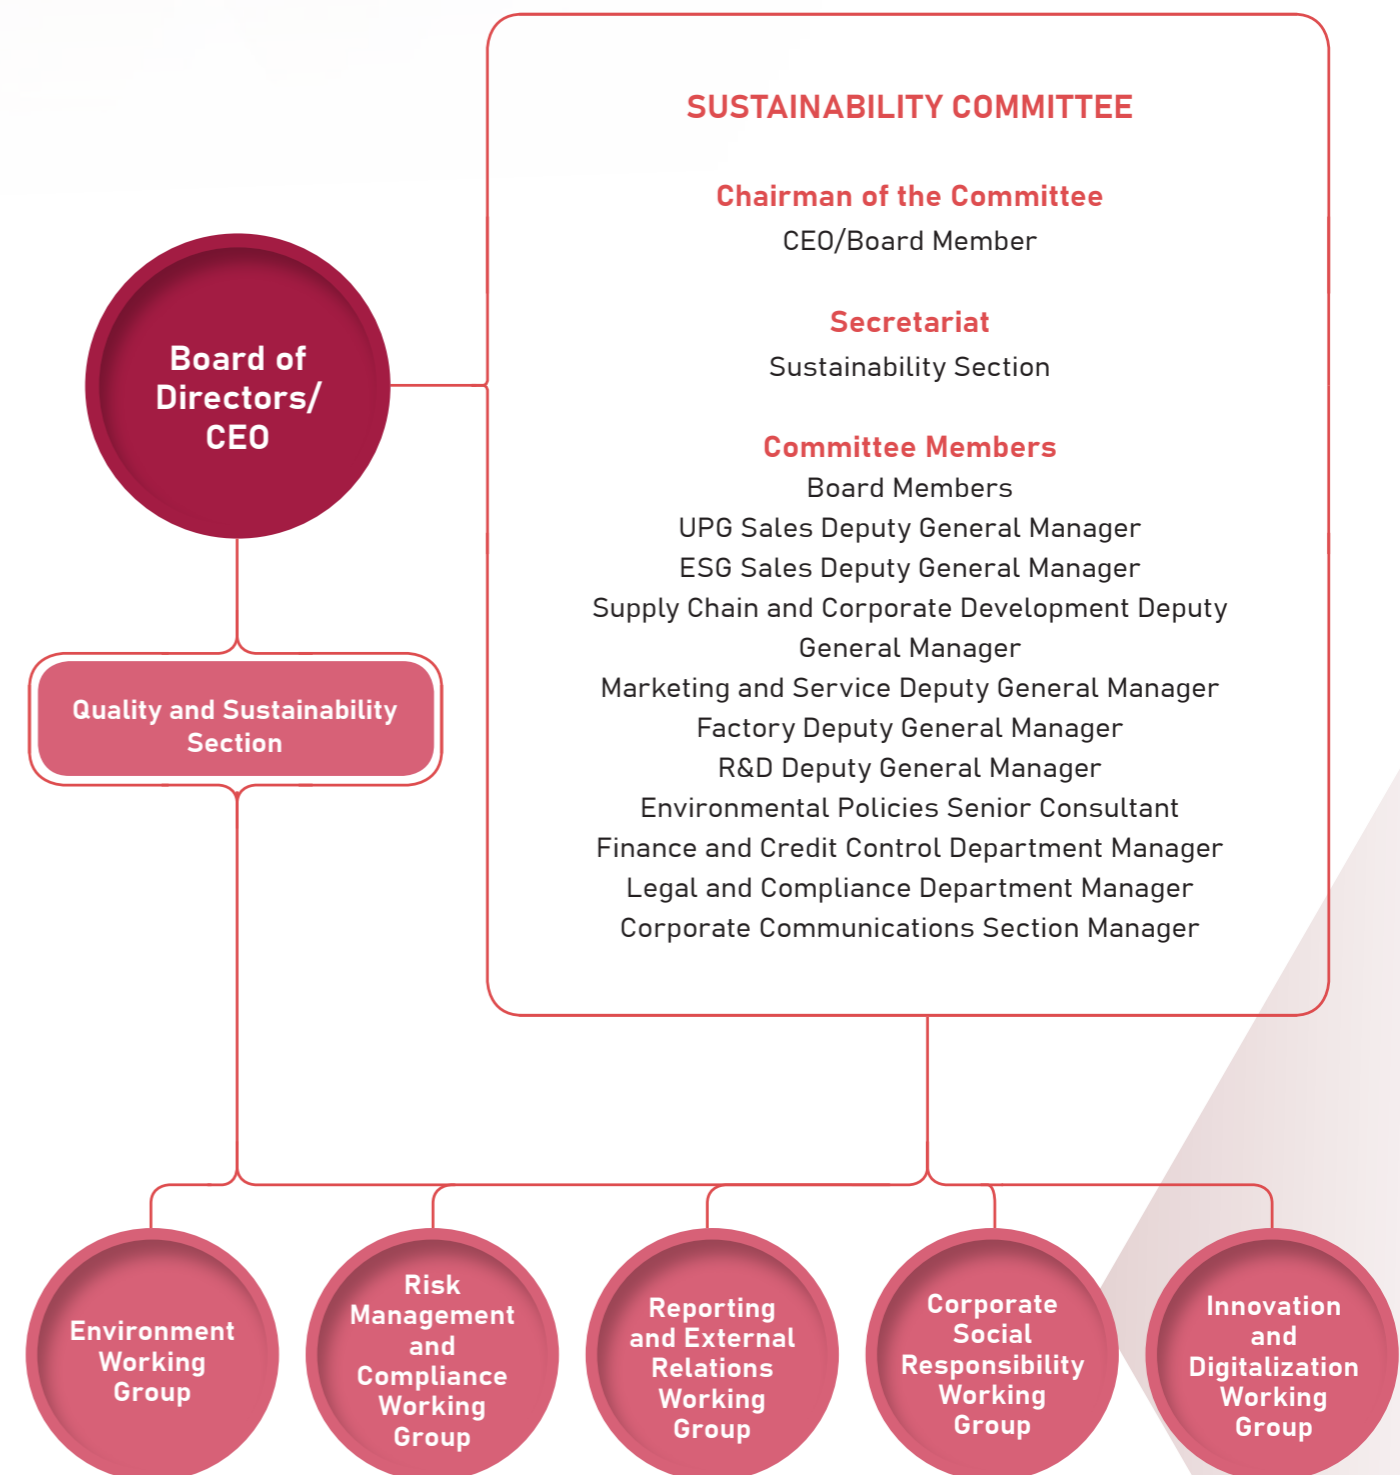 SUSTAINABILITY COMMITTEE
Chairman of the Committee
CEO/Board Member
Secretariat
Sustainability Section
Committee Members
Board Members
UPG Sales Deputy General Manager
ESG Sales Deputy General Manager
Supply Chain and Corporate Development Deputy
General Manager
Marketing and Service Deputy General Manager
Factory Deputy General Manager
R&D Deputy General Manager
Environmental Policies Senior Consultant
Finance and Credit Control Department Manager
Legal and Compliance Department Manager
Corporate Communications Section Manager
Board of
Directors/
CEO
Quality and Sustainability
Section
Environment
Working
Group
Risk
Management
and
Compliance
Working
Group
Reporting
and External
Relations
Working
Group
Corporate
Social
Responsibility
Working
Group
Innovation
and
Digitalization
Working
Group